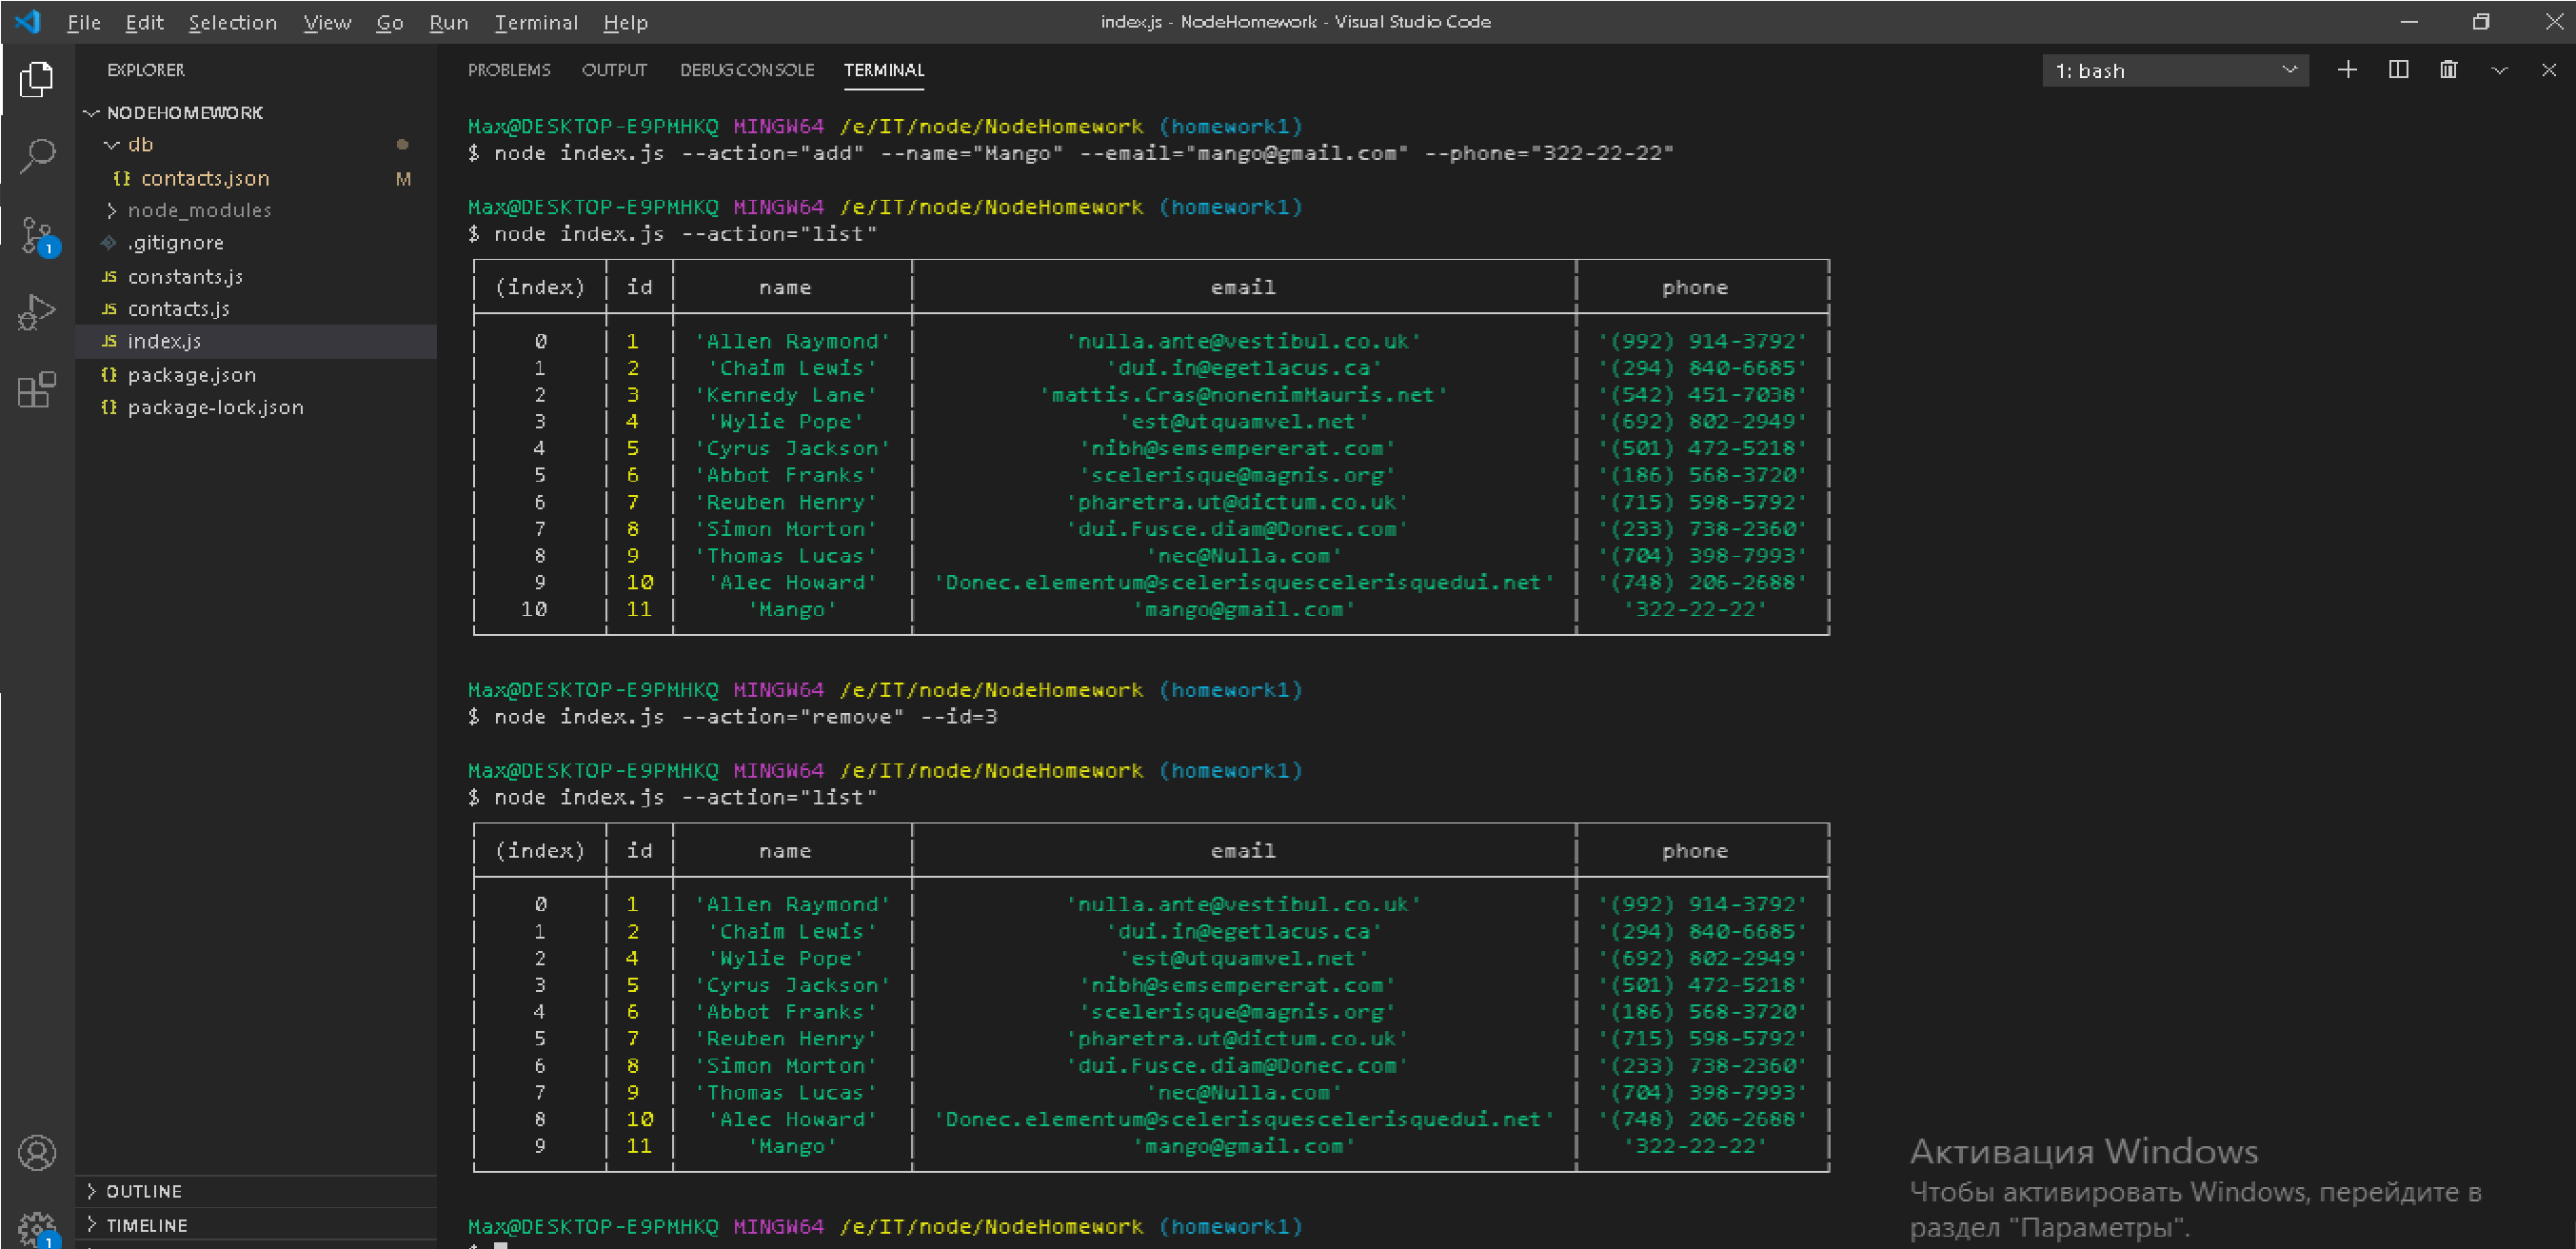 File Edit Selection View Go Run Terminal Help
index.js - NodeHomework - Visual Studio Code
EXPLORER
NODEHOMEWORK
db
contacts.json M
node_modules
.gitignore
JS constants.js
JS contacts.js
JS index.js
{} package.json
{} package-lock.json
OUTLINE
TIMELINE
1
1
PROBLEMS OUTPUT DEBUG CONSOLE TERMINAL
1: bash
Max@DESKTOP-E9PMHKQ MINGW64 /e/IT/node/NodeHomework (homework1)
$ node index.js --action="add" --name="Mango" --email="mango@gmail.com" --phone="322-22-22"
Max@DESKTOP-E9PMHKQ MINGW64 /e/IT/node/NodeHomework (homework1)
$ node index.js --action="list"
(index) id name email phone
0 1 'Allen Raymond' 'nulla.ante@vestibul.co.uk' '(992) 914-3792'
1 2 'Chaim Lewis' 'dui.in@egetlacus.ca' '(294) 840-6685'
2 3 'Kennedy Lane' 'mattis.Cras@nonenimMauris.net' '(542) 451-7038'
3 4 'Wylie Pope' 'est@utquamvel.net' '(692) 802-2949'
4 5 'Cyrus Jackson' 'nibh@semsempererat.com' '(501) 472-5218'
5 6 'Abbot Franks' 'scelerisque@magnis.org' '(186) 568-3720'
6 7 'Reuben Henry' 'pharetra.ut@dictum.co.uk' '(715) 598-5792'
7 8 'Simon Morton' 'dui.Fusce.diam@Donec.com' '(233) 738-2360'
8 9 'Thomas Lucas' 'nec@Nulla.com' '(704) 398-7993'
9 10 'Alec Howard' 'Donec.elementum@scelerisquescelerisquedui.net' '(748) 206-2688'
10 11 'Mango' 'mango@gmail.com' '322-22-22'
Max@DESKTOP-E9PMHKQ MINGW64 /e/IT/node/NodeHomework (homework1)
$ node index.js --action="remove" --id=3
Max@DESKTOP-E9PMHKQ MINGW64 /e/IT/node/NodeHomework (homework1)
$ node index.js --action="list"
(index) id name email phone
0 1 'Allen Raymond' 'nulla.ante@vestibul.co.uk' '(992) 914-3792'
1 2 'Chaim Lewis' 'dui.in@egetlacus.ca' '(294) 840-6685'
2 4 'Wylie Pope' 'est@utquamvel.net' '(692) 802-2949'
3 5 'Cyrus Jackson' 'nibh@semsempererat.com' '(501) 472-5218'
4 6 'Abbot Franks' 'scelerisque@magnis.org' '(186) 568-3720'
5 7 'Reuben Henry' 'pharetra.ut@dictum.co.uk' '(715) 598-5792'
6 8 'Simon Morton' 'dui.Fusce.diam@Donec.com' '(233) 738-2360'
7 9 'Thomas Lucas' 'nec@Nulla.com' '(704) 398-7993'
8 10 'Alec Howard' 'Donec.elementum@scelerisquescelerisquedui.net' '(748) 206-2688'
9 11 'Mango' 'mango@gmail.com' '322-22-22'
Max@DESKTOP-E9PMHKQ MINGW64 /e/IT/node/NodeHomework (homework1)
$
Активация Windows
Чтобы активировать Windows, перейдите в
раздел "Параметры".